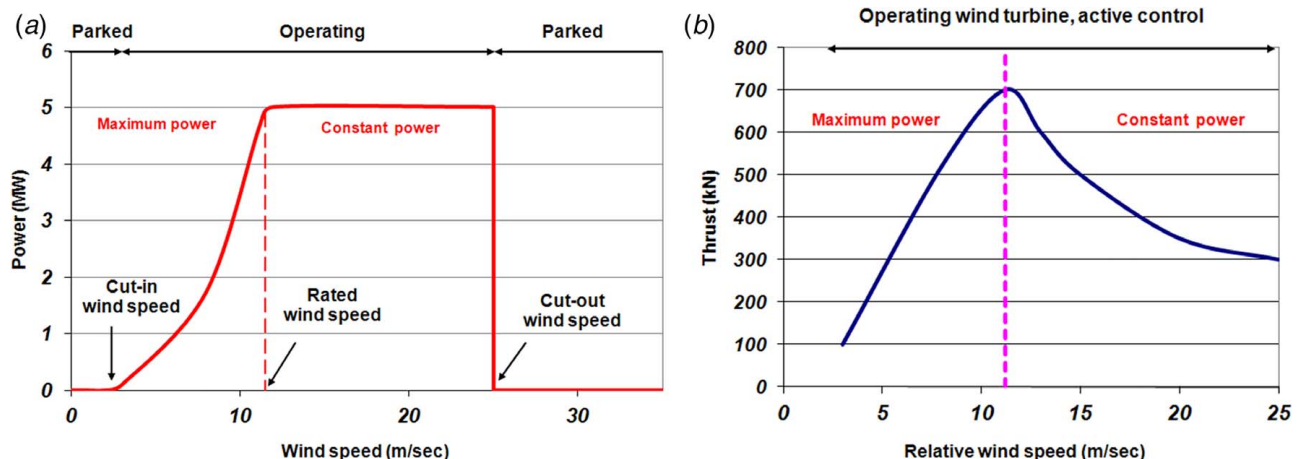 (a)
Parked
Operating
Parked
6
5
4
3
2
1
0
Power (MW)
Maximum power
Constant power
Cut-in
wind speed
Rated
wind speed
Cut-out
wind speed
0
10
20
30
Wind speed (m/sec)
(b)
Operating wind turbine, active control
800
700
600
500
400
300
200
100
0
Thrust (kN)
Maximum power
Constant power
0
5
10
15
20
25
Relative wind speed (m/sec)